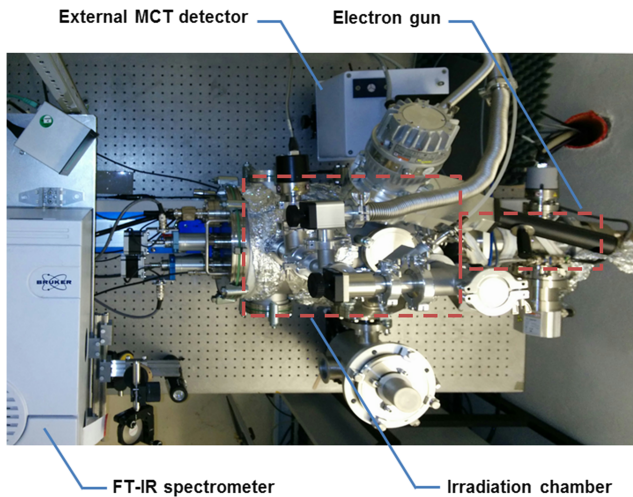 External MCT detector
Electron gun
BRUKER
FT-IR spectrometer
Irradiation chamber